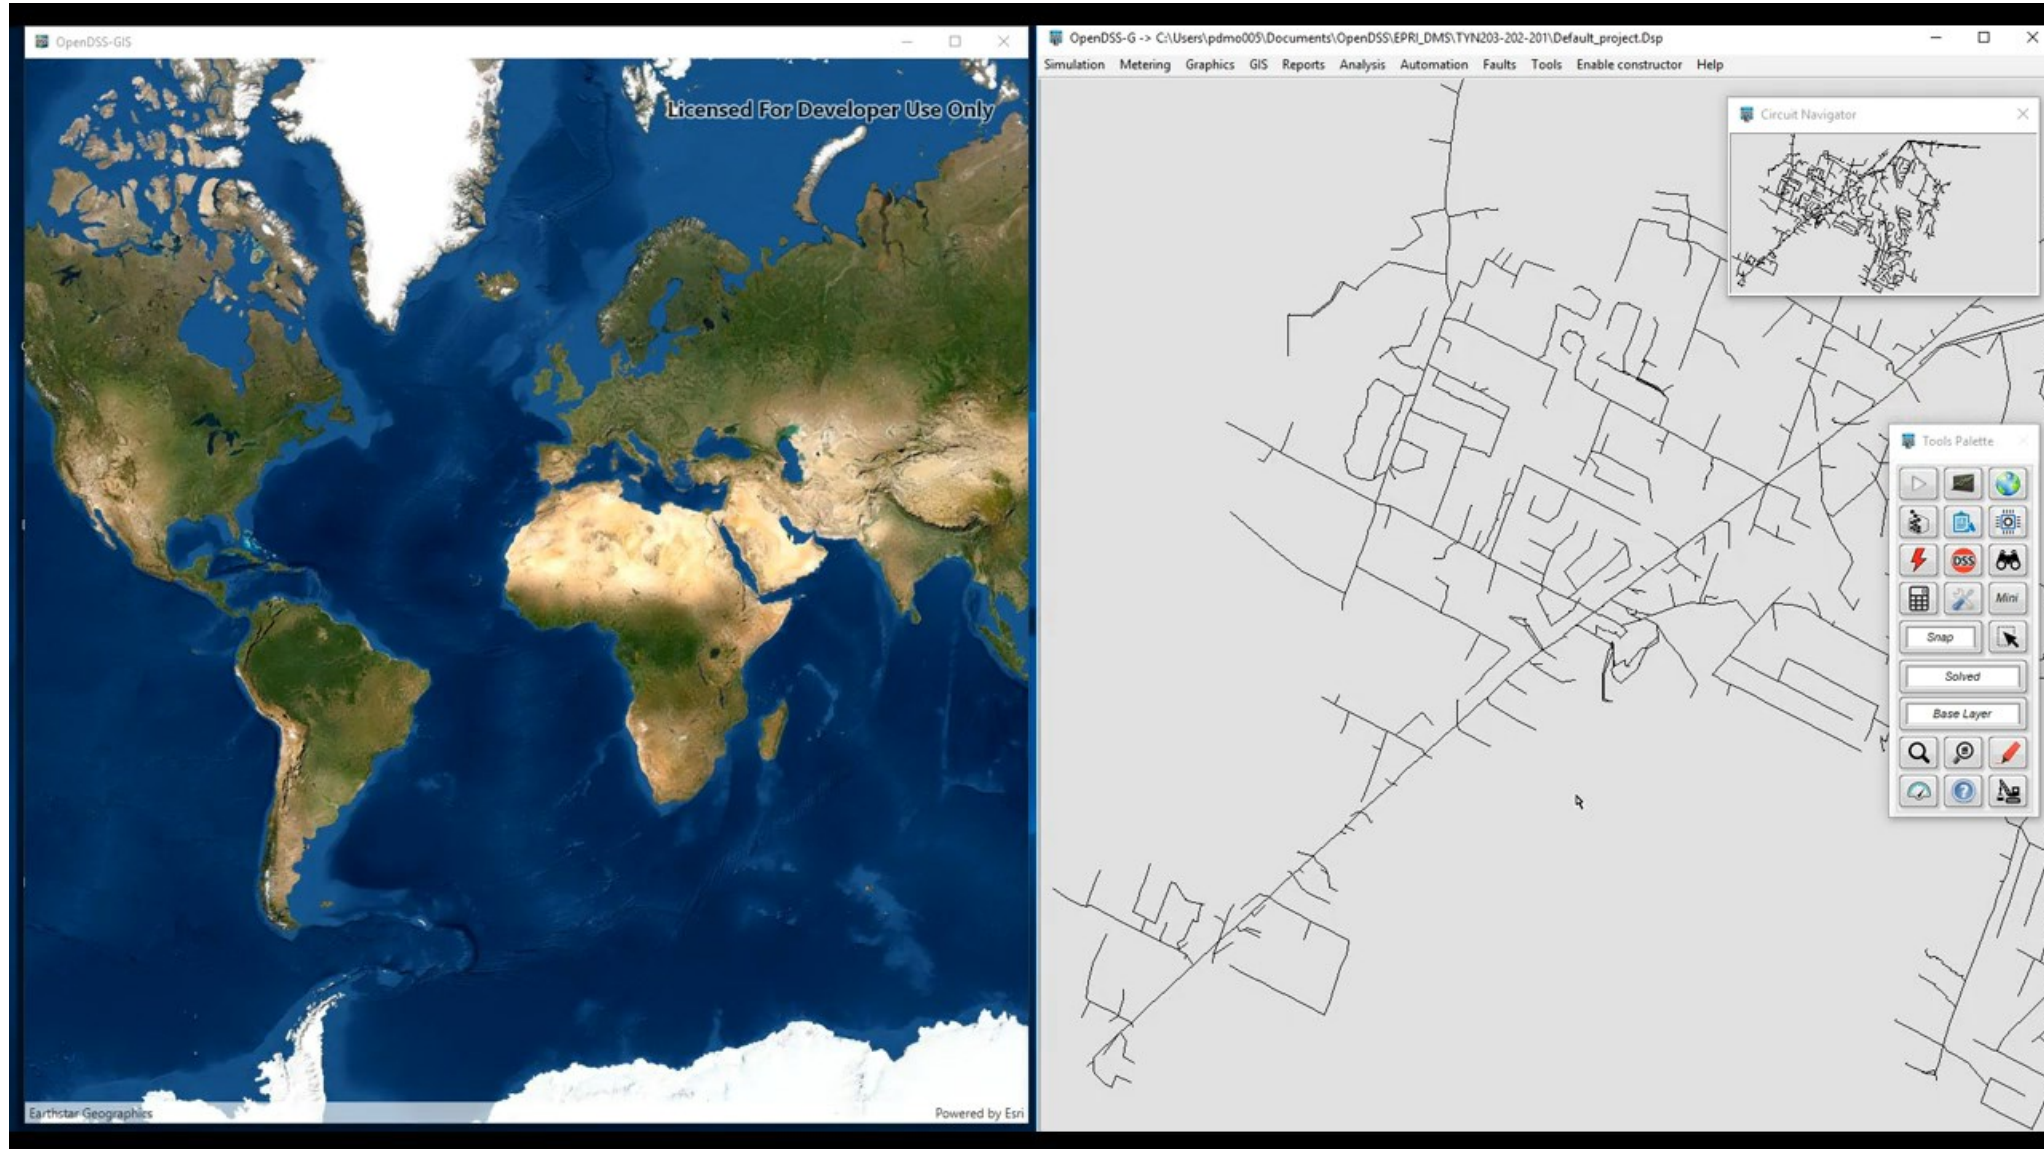 OpenDSS-GIS
Licensed For Developer Use Only
Earthstar Geographics
Powered by Esri
OpenDSS-G -> C:\Users\pdmo005\Documents\OpenDSS\EPRI_DMS\TYN203-202-201\Default_project.Dsp
Simulation Metering Graphics GIS Reports Analysis Automation Faults Tools Enable constructor Help
Circuit Navigator
Tools Palette
DSS
Mini
Snap
Solved
Base Layer